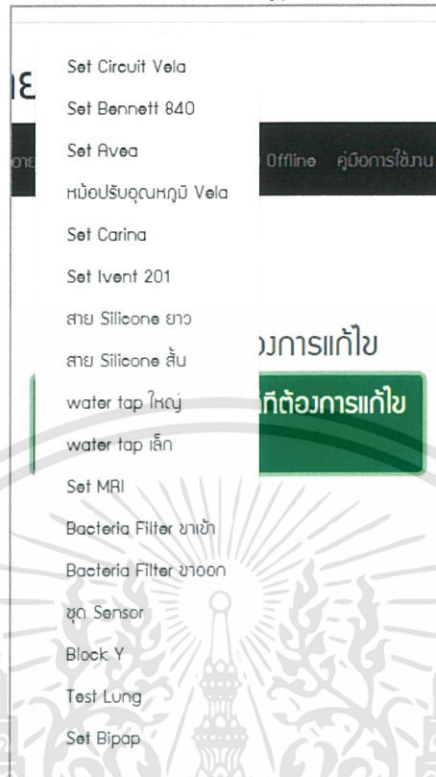 Set Circuit Vela
Set Bennett 840
Set Avea
Offline คู่มือการใช้งาน
หม้อปรับอุณหภูมิ Vela
Set Carina
Set Ivent 201
สาย Silicone ยาว
องการแก้ไข
สาย Silicone สั้น
water tap ใหญ่
ที่ต้องการแก้ไข
water tap เล็ก
Set MRI
Bacteria Filter ขาเข้า
Bacteria Filter ขาออก
ชุด Sensor
Block Y
Test Lung
Set Bipap